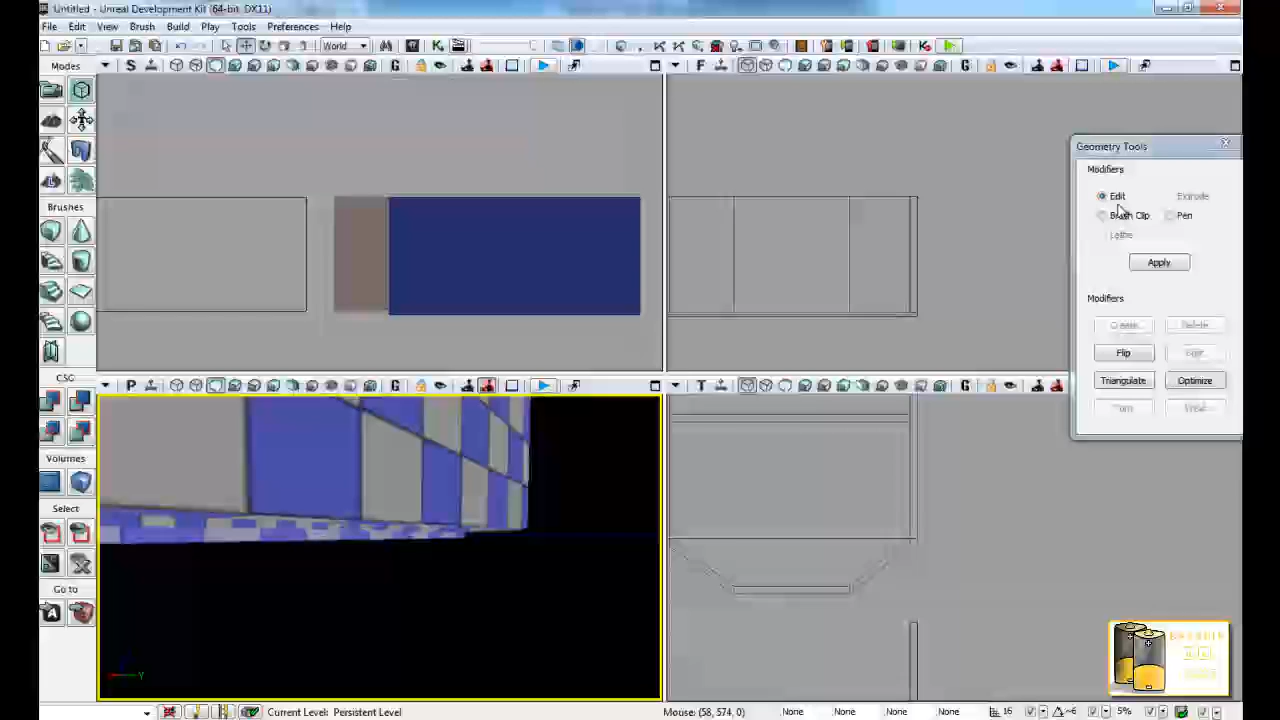 Untitled - Unreal Development Kit (64-bit, DX11)
File Edit View Brush Build Play Tools Preferences Help
World
Modes
S
F
G
G
Geometry Tools
Modifiers
Edit
Extrude
Brush Clip
Pen
Lathe
Apply
Modifiers
Create
Delete
Flip
Triangulate
Optimize
Brushes
CSG
P
T
G
G
Volumes
Select
Go to
Y
Current Level: Persistent Level
Mouse: (58, 574, 0)
None
None
None
None
16
5%